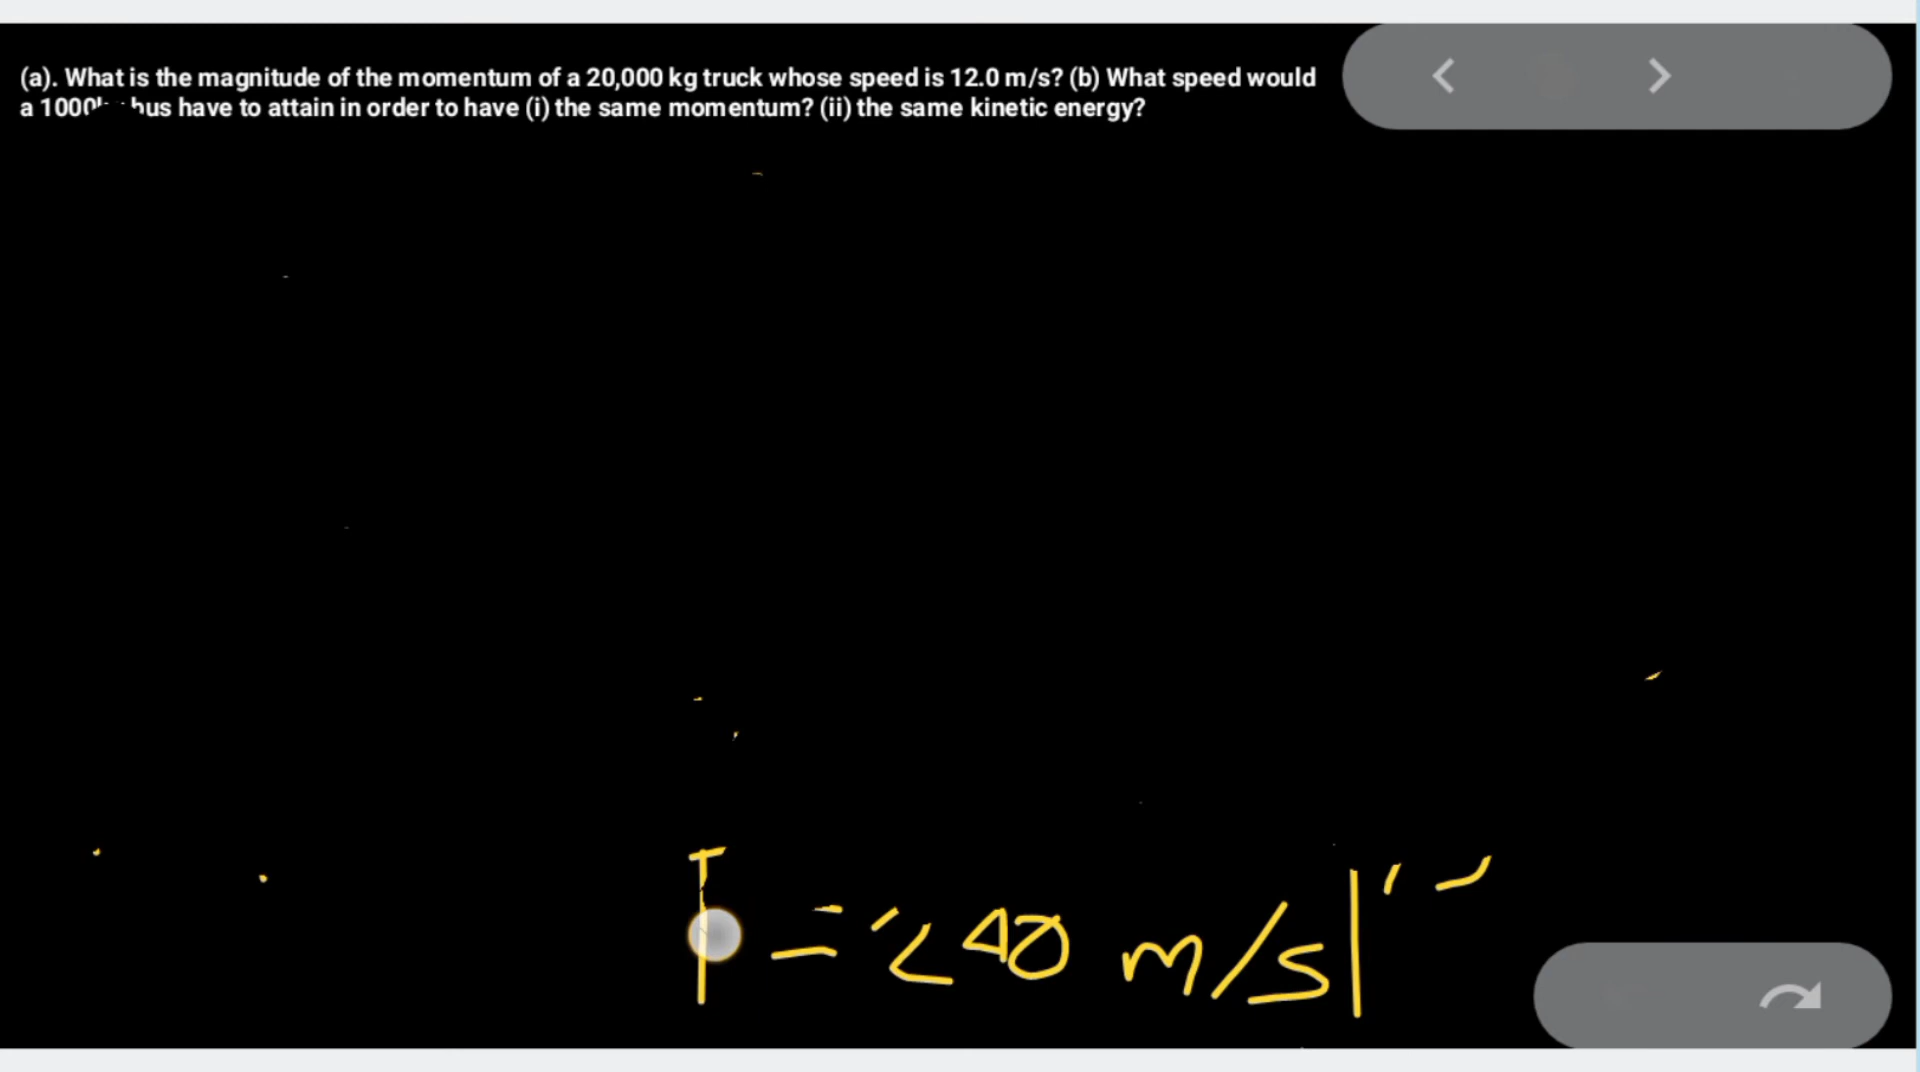 (a). What is the magnitude of the momentum of a 20,000 kg truck whose speed is 12.0 m/s? (b) What speed would
a have to attain in order to have (i) the same momentum? (ii) the same kinetic energy?
= 240 m/s